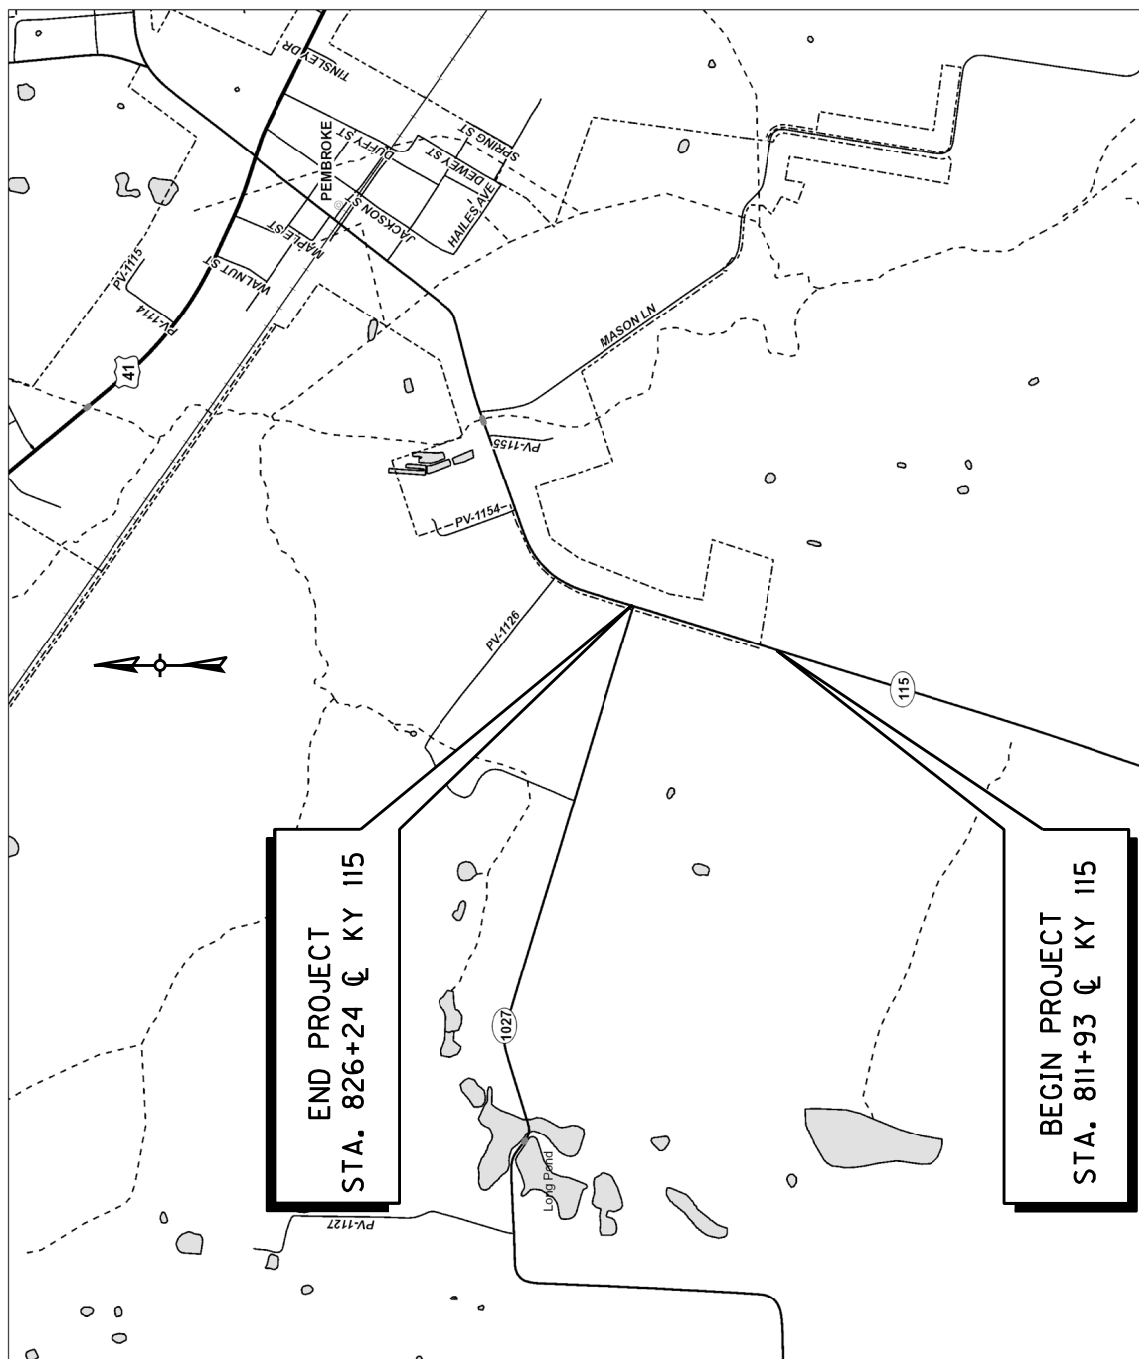 TINSLEY DR
PEMBROKE
DUFFY ST
SPRING ST
DEWEY ST
HAILES AVE
JACKSON ST
MAPLE ST
WALNUT ST
PV-1115
PV-1114
41
MASON LN
PV-1155
PV-1154
PV-1126
115
1027
Long Pond
PV-1127
END PROJECT
STA. 826+24 ℄ KY 115
BEGIN PROJECT
STA. 811+93 ℄ KY 115